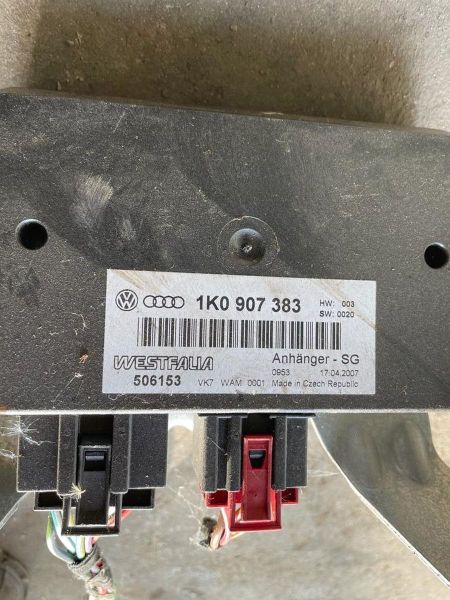 1K0 907 383 HW: 003
SW: 0020
WESTFALIA Anhänger - SG
506153 0953 17.04.2007
VK7 WAM 0001 Made in Czech Republic